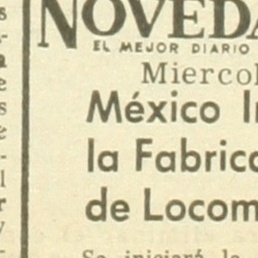 NOVEDA
EL MEJOR DIARIO
Miercol
México I
la Fabrica
de Locom
Se iniciará la